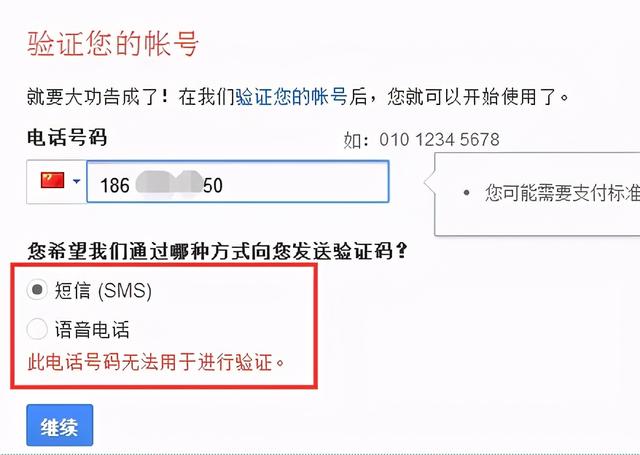 验证您的帐号
就要大功告成了！在我们验证您的帐号后，您就可以开始使用了。
电话号码
如：010 1234 5678
186
50
您可能需要支付标准
您希望我们通过哪种方式向您发送验证码？
短信 (SMS)
语音电话
此电话号码无法用于进行验证。
继续